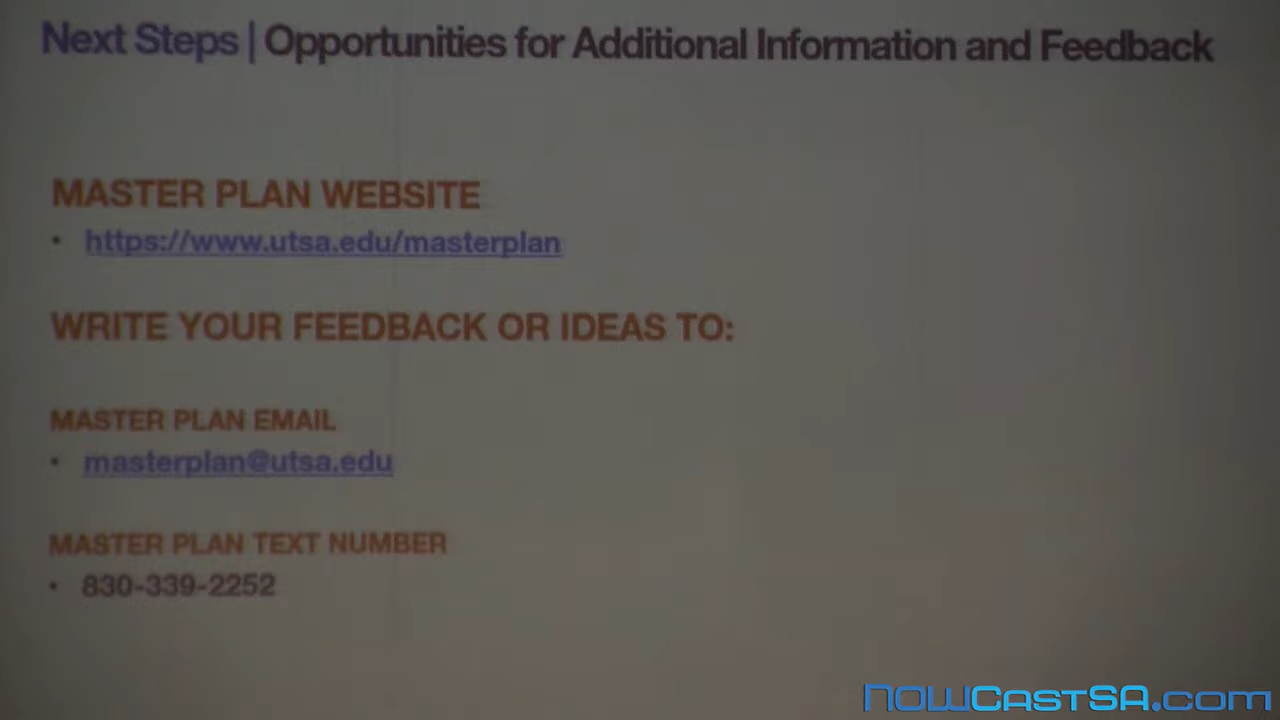 Next Steps | Opportunities for Additional Information and Feedback
MASTER PLAN WEBSITE
• https://www.utsa.edu/masterplan
WRITE YOUR FEEDBACK OR IDEAS TO:
MASTER PLAN EMAIL
• masterplan@utsa.edu
MASTER PLAN TEXT NUMBER
• 830-339-2252
NOWCastSA.com